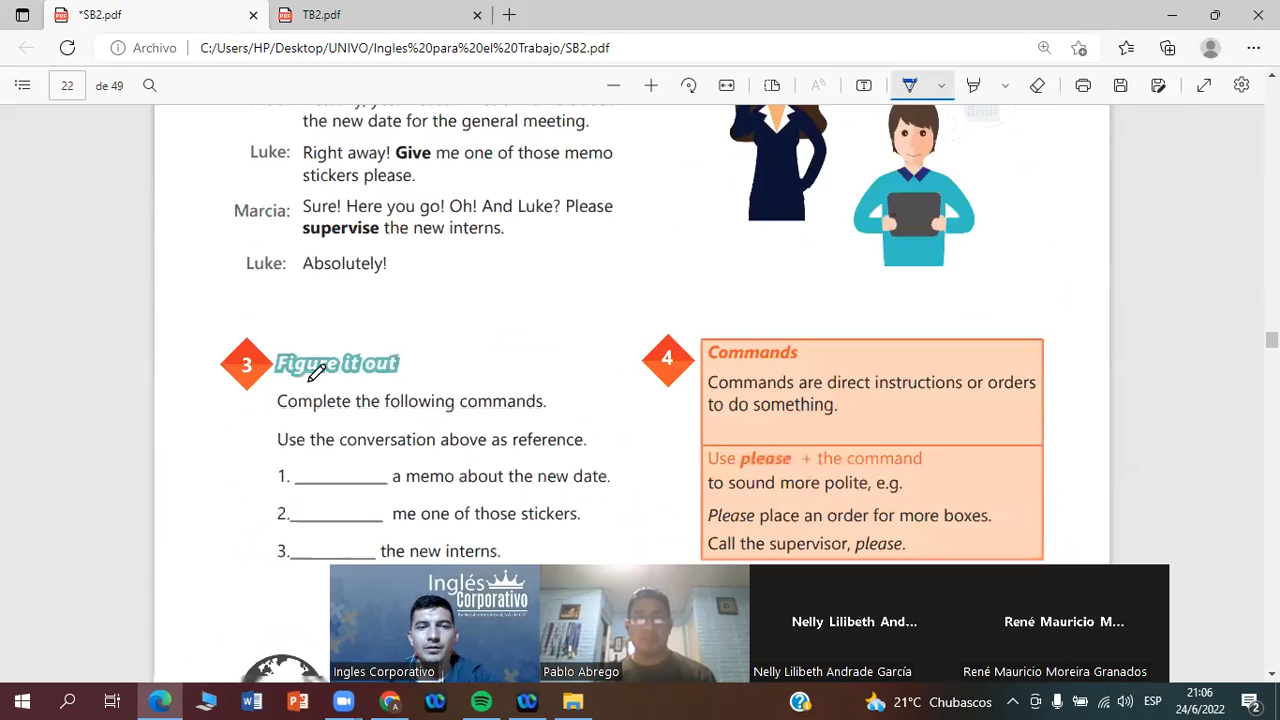 *SB2.pdf
TB2.pdf
Archivo
C:/Users/HP/Desktop/UNIVO/Ingles%20para%20el%20Trabajo/SB2.pdf
22
de 49
the new date for the general meeting.
Luke: Right away! Give me one of those memo
stickers please.
Marcia: Sure! Here you go! Oh! And Luke? Please
supervise the new interns.
Luke: Absolutely!
3 Figure it out
Complete the following commands.
Use the conversation above as reference.
1. __________ a memo about the new date.
2. __________ me one of those stickers.
3. __________ the new interns.
4 Commands
Commands are direct instructions or orders
to do something.
Use please + the command
to sound more polite, e.g.
Please place an order for more boxes.
Call the supervisor, please.
Inglés
Corporativo
Ingles Corporativo
Pablo Abrego
Nelly Lilibeth And...
Nelly Lilibeth Andrade García
René Mauricio M...
René Mauricio Moreira Granados
21°C Chubascos
ESP
21:06
24/6/2022
2